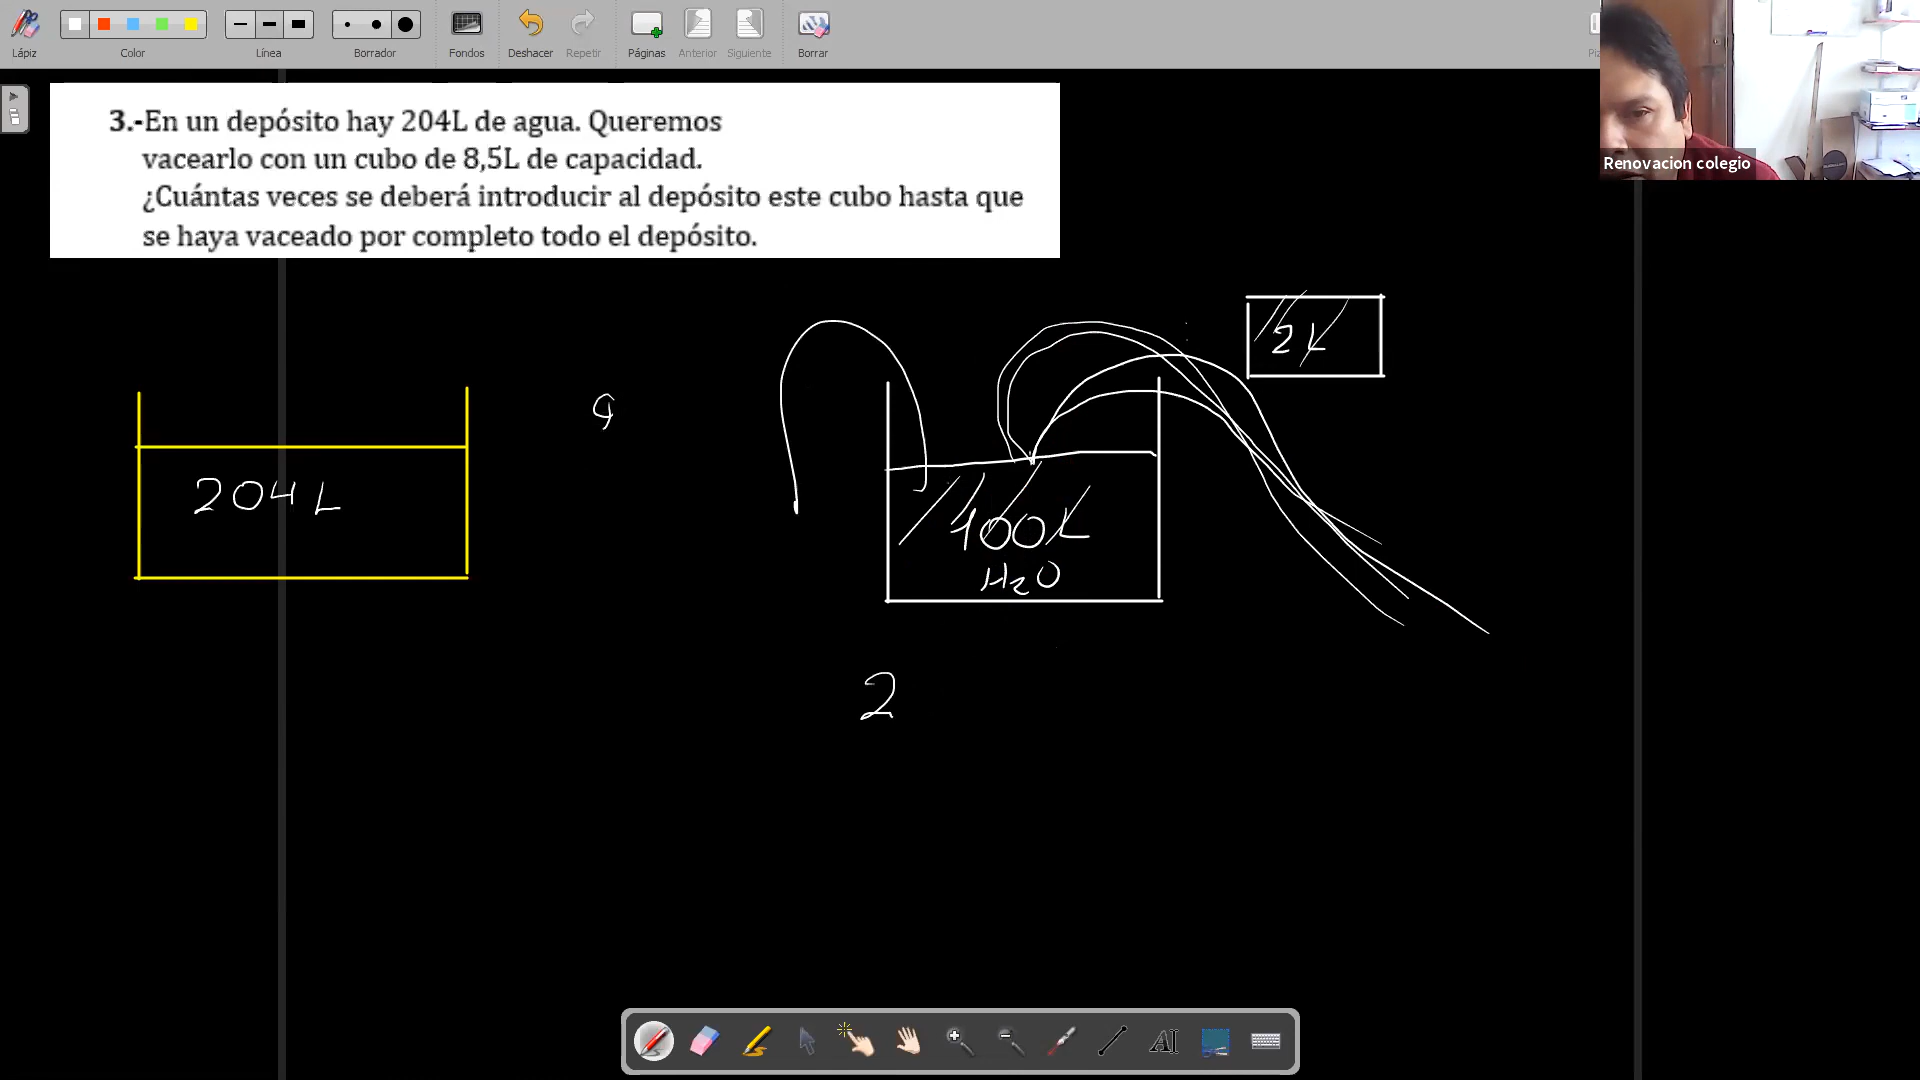 Lápiz
Color
Línea
Borrador
Fondos
Deshacer
Repetir
Páginas
Anterior
Siguiente
Borrar
Renovacion colegio
3.-En un depósito hay 204L de agua. Queremos
vacearlo con un cubo de 8,5L de capacidad.
¿Cuántas veces se deberá introducir al depósito este cubo hasta que
se haya vaceado por completo todo el depósito.
2L
204 L
100L
H2O
2